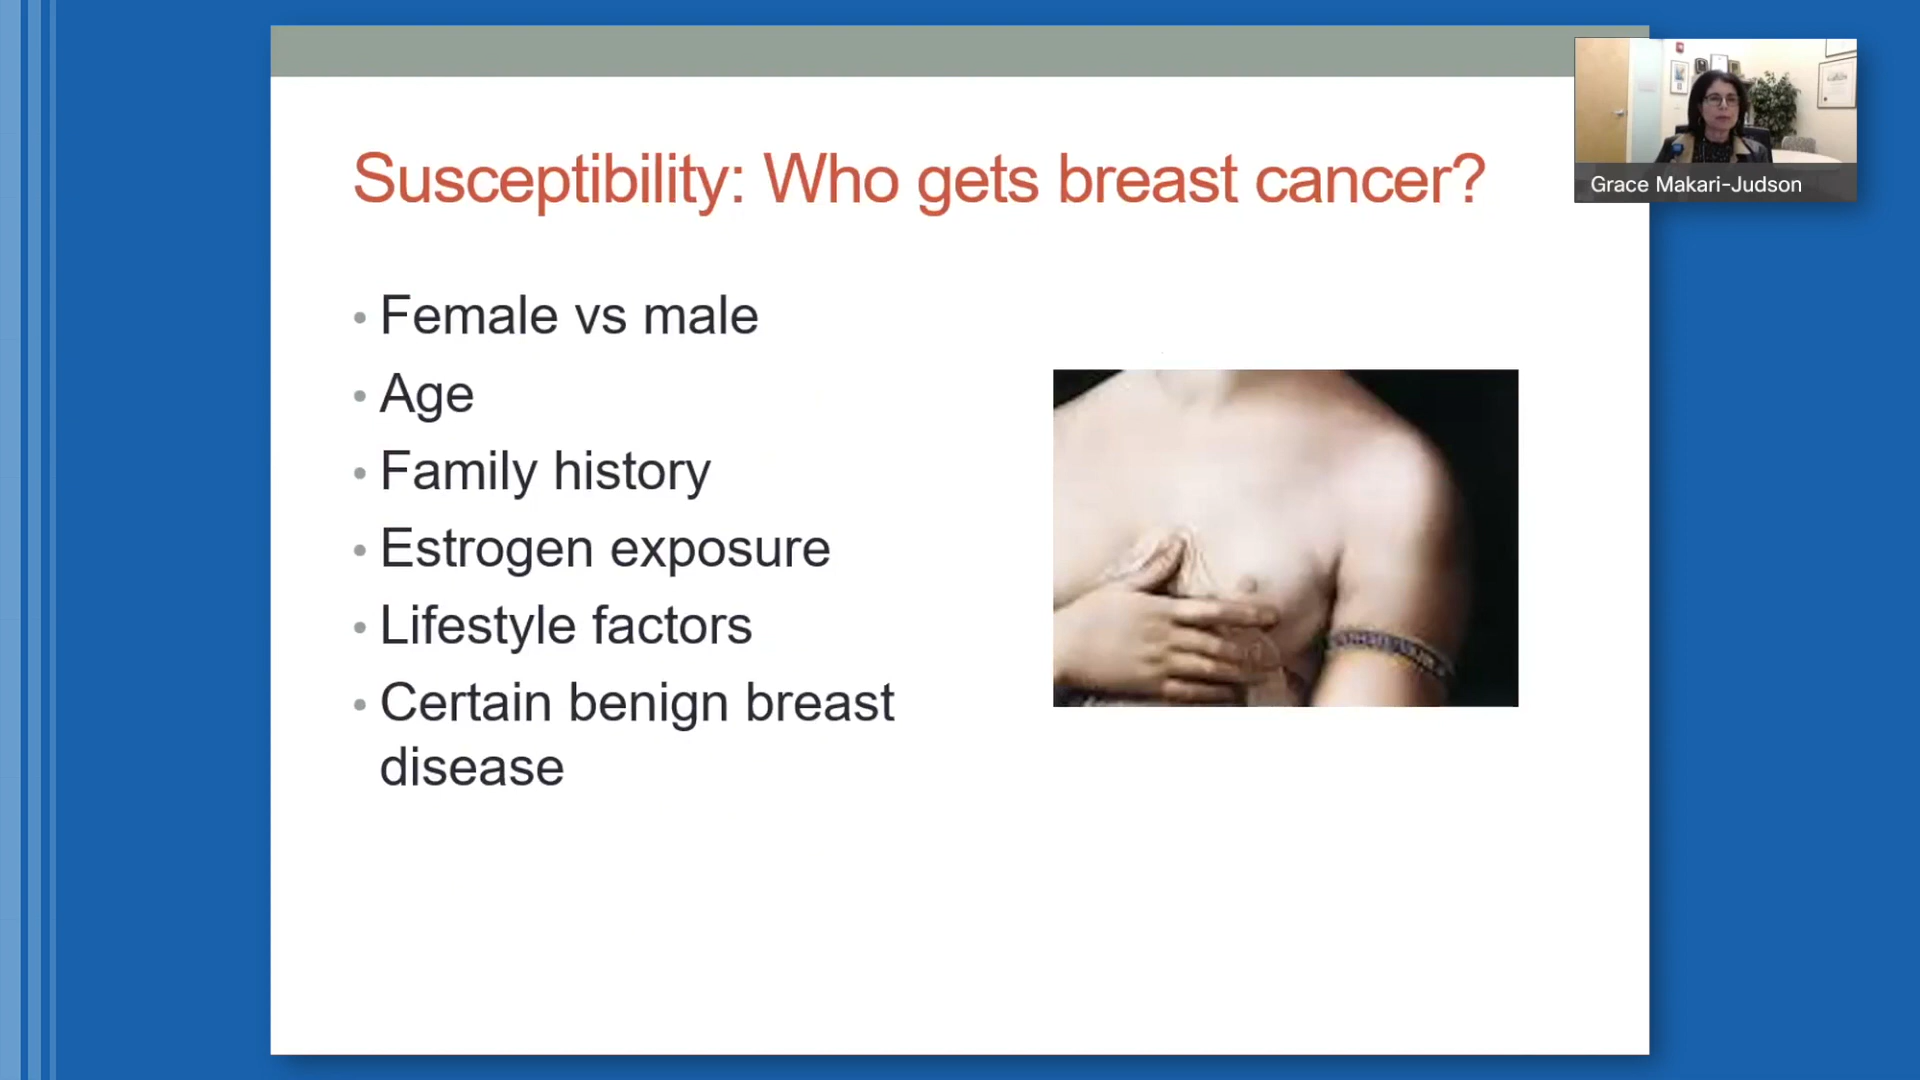 Susceptibility: Who gets breast cancer?
Grace Makari-Judson
• Female vs male
• Age
• Family history
• Estrogen exposure
• Lifestyle factors
• Certain benign breast
disease